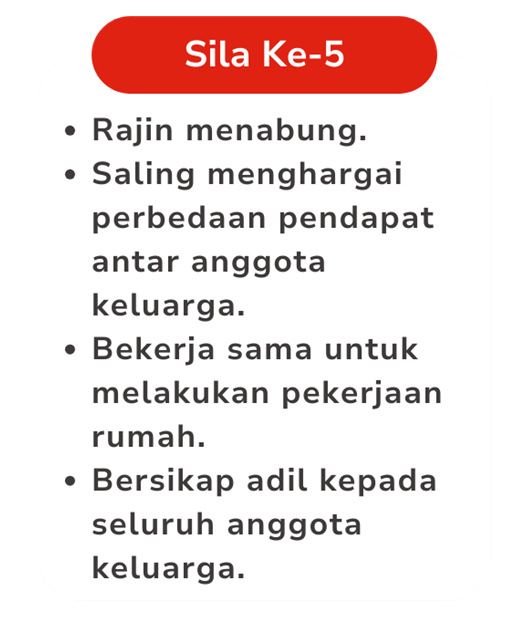 Sila Ke-5
• Rajin menabung.
• Saling menghargai
perbedaan pendapat
antar anggota
keluarga.
• Bekerja sama untuk
melakukan pekerjaan
rumah.
• Bersikap adil kepada
seluruh anggota
keluarga.